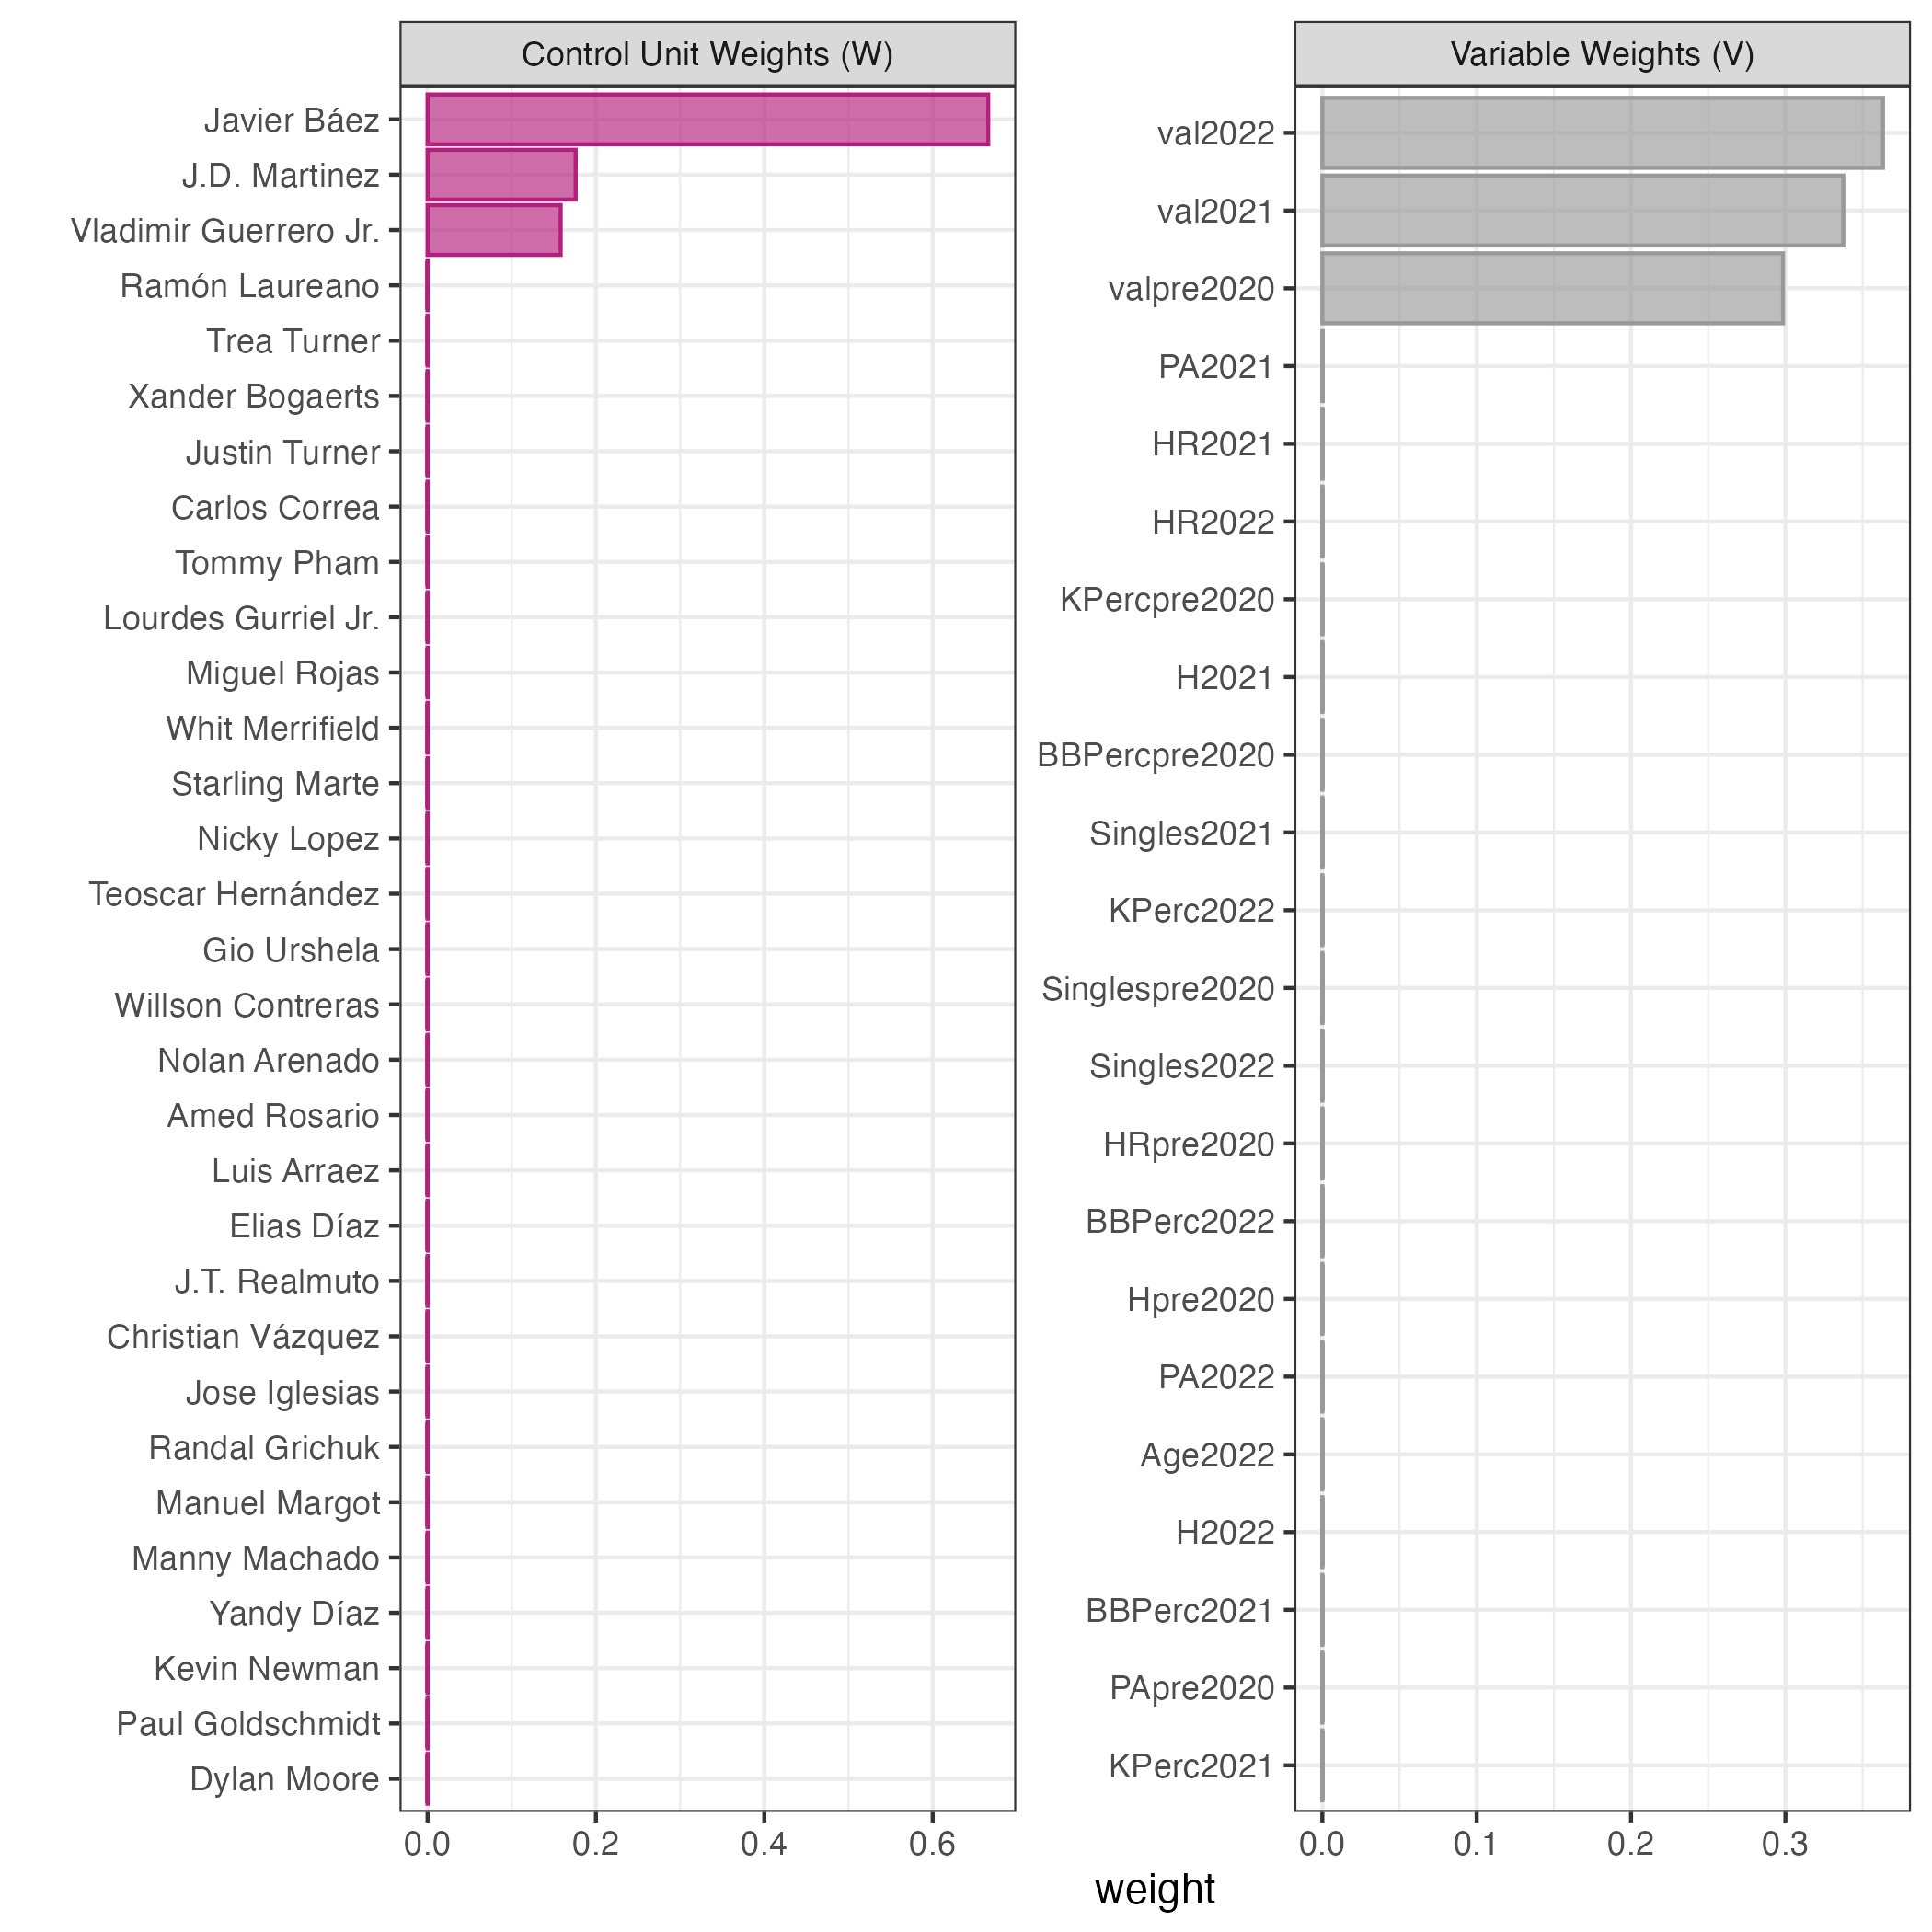 Control Unit Weights (W)
Javier Báez
J.D. Martinez
Vladimir Guerrero Jr.
Ramón Laureano
Trea Turner
Xander Bogaerts
Justin Turner
Carlos Correa
Tommy Pham
Lourdes Gurriel Jr.
Miguel Rojas
Whit Merrifield
Starling Marte
Nicky Lopez
Teoscar Hernández
Gio Urshela
Willson Contreras
Nolan Arenado
Amed Rosario
Luis Arraez
Elias Díaz
J.T. Realmuto
Christian Vázquez
Jose Iglesias
Randal Grichuk
Manuel Margot
Manny Machado
Yandy Díaz
Kevin Newman
Paul Goldschmidt
Dylan Moore
0.0 0.2 0.4 0.6
Variable Weights (V)
val2022
val2021
valpre2020
PA2021
HR2021
HR2022
KPercpre2020
H2021
BBPercpre2020
Singles2021
KPerc2022
Singlespre2020
Singles2022
HRpre2020
BBPerc2022
Hpre2020
PA2022
Age2022
H2022
BBPerc2021
PApre2020
KPerc2021
0.0 0.1 0.2 0.3
weight